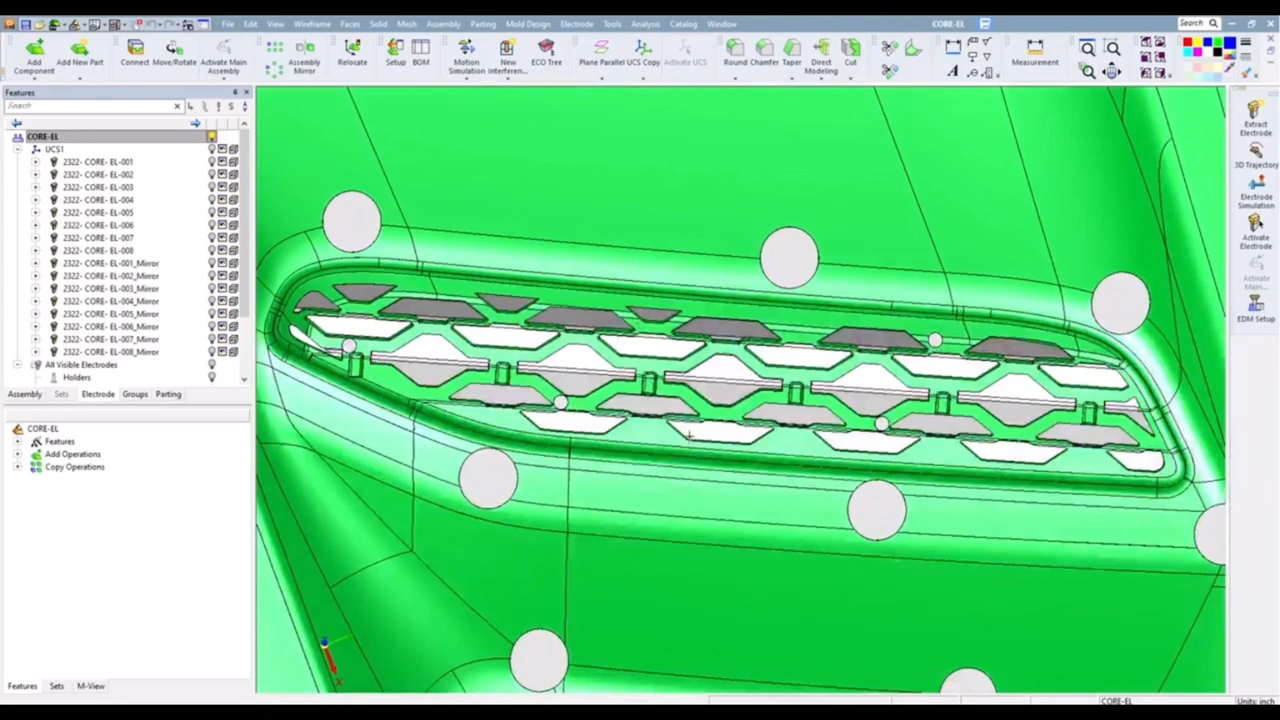 File Edit View Wireframe Faces Solid Mesh Assembly Parting Mold Design Electrode Tools Analysis Catalog Window CORE-EL Search
Add Component Add New Part Connect Move/Rotate Activate Main Assembly Assembly Mirror Relocate Setup BOM Motion Simulation New Interferen... ECO Tree Plane Parallel UCS Copy Activate UCS Round Chamfer Taper Direct Modeling Cut A Measurement
Features
Search
S
CORE-EL
UCS1
2322- CORE- EL-001
2322- CORE- EL-002
2322- CORE- EL-003
2322- CORE- EL-004
2322- CORE- EL-005
2322- CORE- EL-006
2322- CORE- EL-007
2322- CORE- EL-008
2322- CORE- EL-001_Mirror
2322- CORE- EL-002_Mirror
2322- CORE- EL-003_Mirror
2322- CORE- EL-004_Mirror
2322- CORE- EL-005_Mirror
2322- CORE- EL-006_Mirror
2322- CORE- EL-007_Mirror
2322- CORE- EL-008_Mirror
All Visible Electrodes
Holders
Assembly Sets Electrode Groups Parting
CORE-EL
Features
Add Operations
Copy Operations
Features Sets M-View
X
Extract Electrode
3D Trajectory
Electrode Simulation
Activate Electrode
Activate Main...
EDM Setup
CORE-EL Units: inch